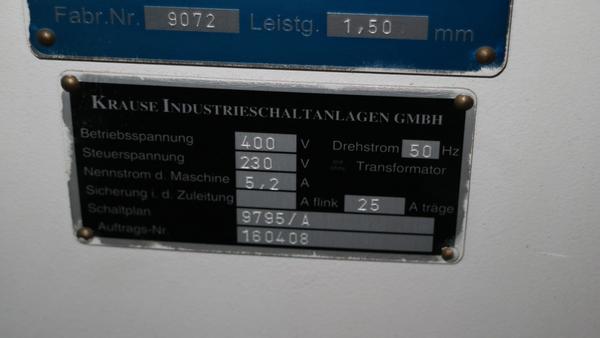 Fabr.Nr. 9072 Leistg. 1,50 mm
KRAUSE INDUSTRIESCHALTANLAGEN GMBH
Betriebsspannung 400 V Drehstrom 50 Hz
Steuerspannung 230 V Transformator
Nennstrom d. Maschine 5,2 A
Sicherung i. d. Zuleitung A flink 25 A träge
Schaltplan 9795/A
Auftrags-Nr. 160408